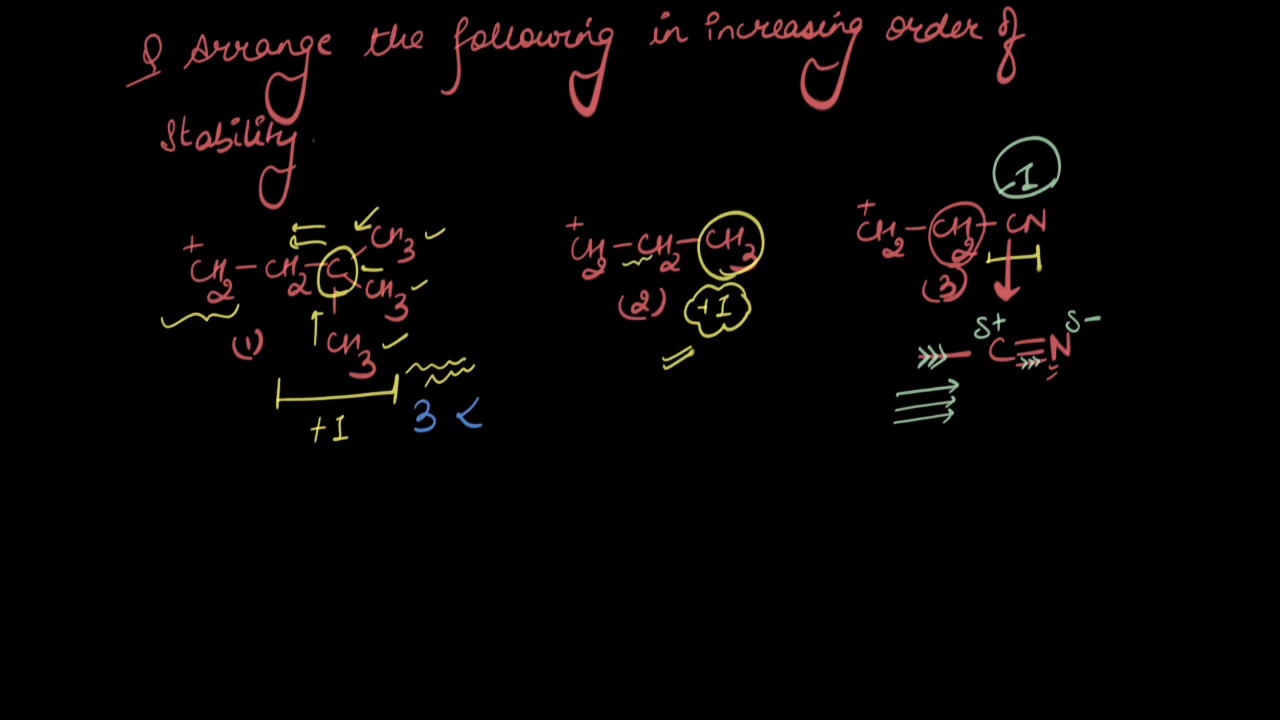 Q Arrange the following in increasing order of
Stability.
-I
+CH2-CH2-C-CH3
CH3
CH3
(1)
+I
3 <
+CH2-CH2-CH3
(2)
+I
+CH2-CH2-CN
(3)
δ+ δ-
C≡N